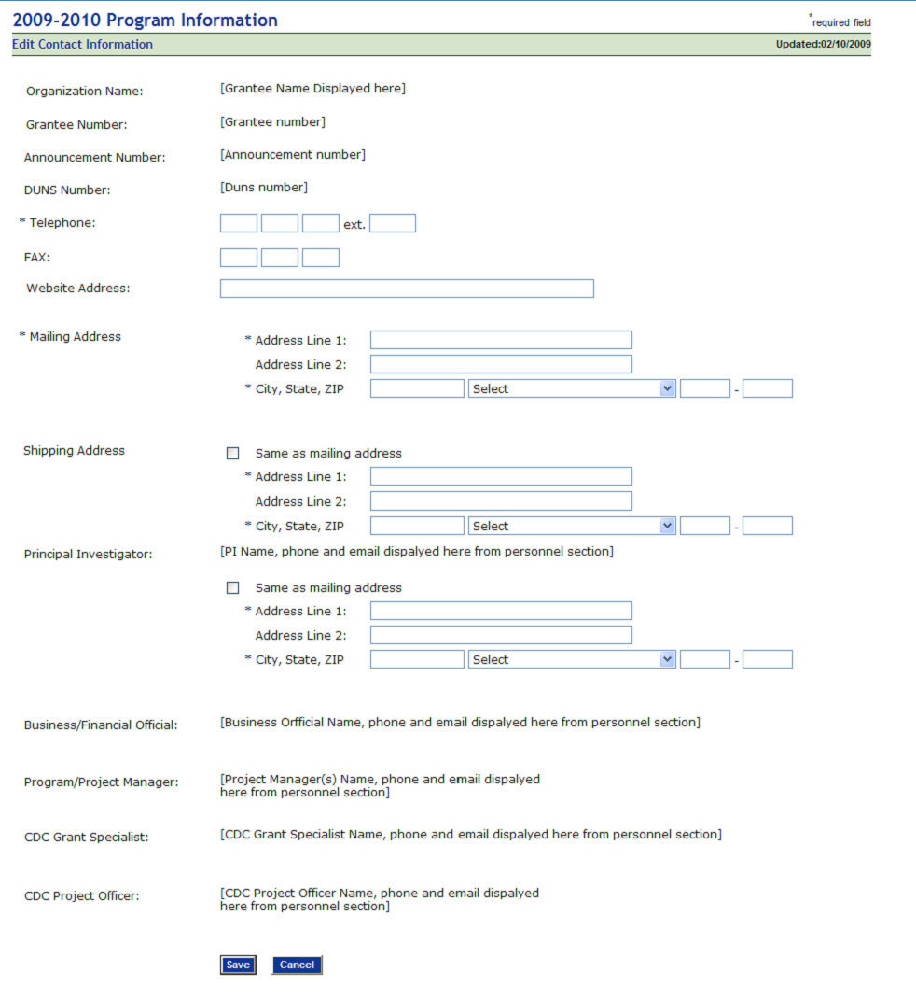 2009-2010 Program Information
*required field
Edit Contact Information
Updated:02/10/2009
Organization Name: [Grantee Name Displayed here]
Grantee Number: [Grantee number]
Announcement Number: [Announcement number]
DUNS Number: [Duns number]
* Telephone: ext.
FAX:
Website Address:
* Mailing Address * Address Line 1:
Address Line 2:
* City, State, ZIP Select -
Shipping Address Same as mailing address
* Address Line 1:
Address Line 2:
* City, State, ZIP Select -
Principal Investigator: [PI Name, phone and email dispalyed here from personnel section]
Same as mailing address
* Address Line 1:
Address Line 2:
* City, State, ZIP Select -
Business/Financial Official: [Business Orfficial Name, phone and email dispalyed here from personnel section]
Program/Project Manager: [Project Manager(s) Name, phone and email dispalyed
here from personnel section]
CDC Grant Specialist: [CDC Grant Specialist Name, phone and email dispalyed here from personnel section]
CDC Project Officer: [CDC Project Officer Name, phone and email dispalyed
here from personnel section]
Save Cancel